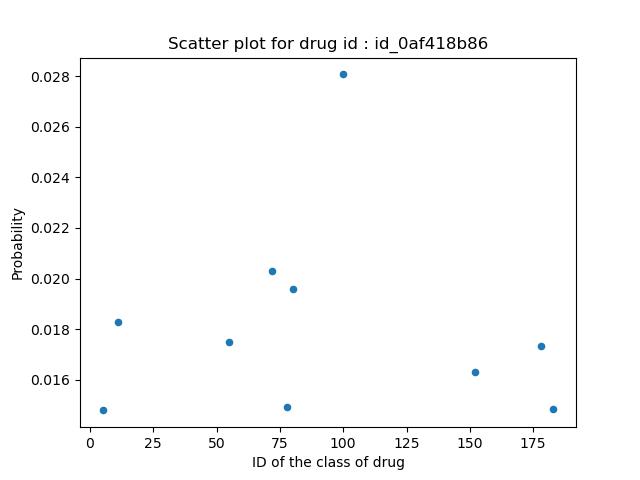 Scatter plot for drug id : id_0af418b86
0.028
0.026
0.024
0.022
0.020
0.018
0.016
Probability
0 25 50 75 100 125 150 175
ID of the class of drug